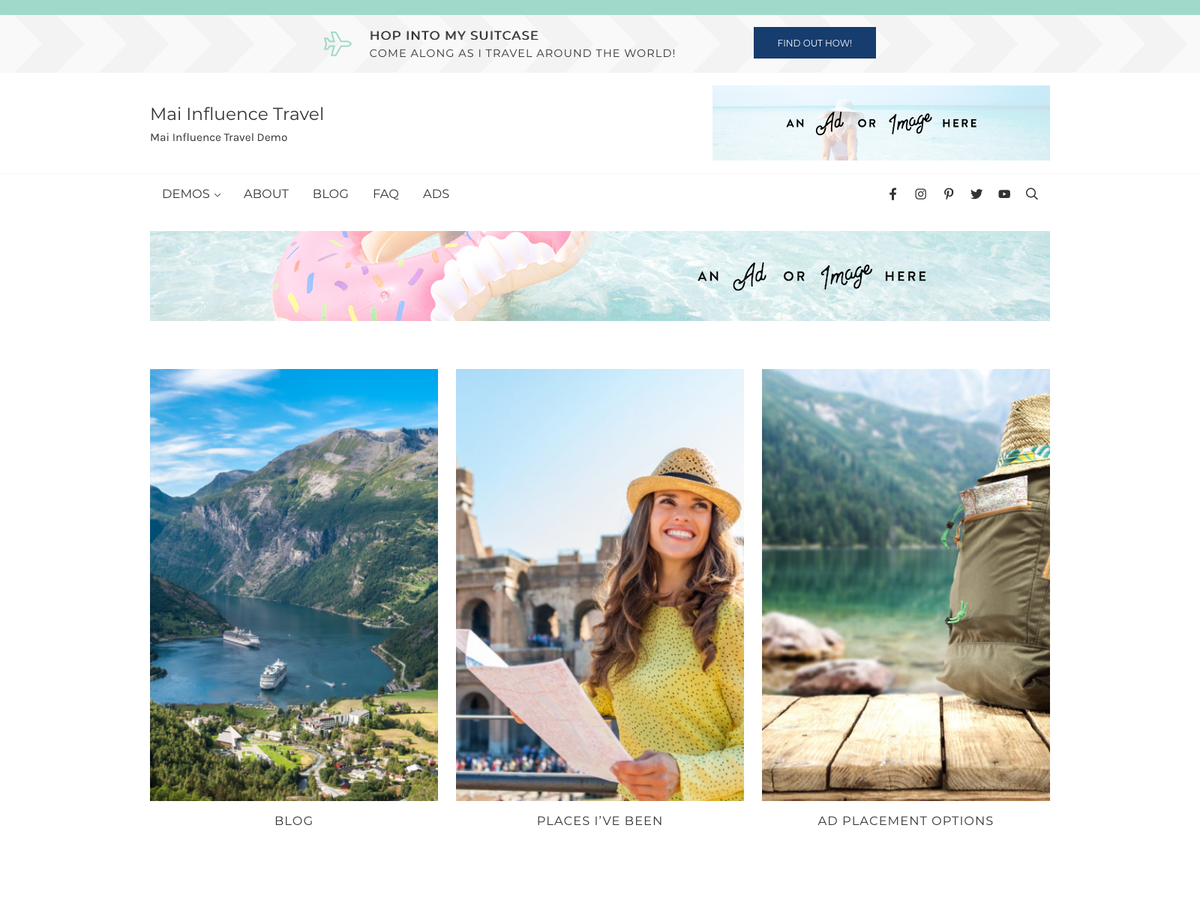 HOP INTO MY SUITCASE
COME ALONG AS I TRAVEL AROUND THE WORLD!
FIND OUT HOW!
Mai Influence Travel
Mai Influence Travel Demo
AN Ad OR Image HERE
DEMOS
ABOUT
BLOG
FAQ
ADS
AN Ad OR Image HERE
BLOG
PLACES I’VE BEEN
AD PLACEMENT OPTIONS